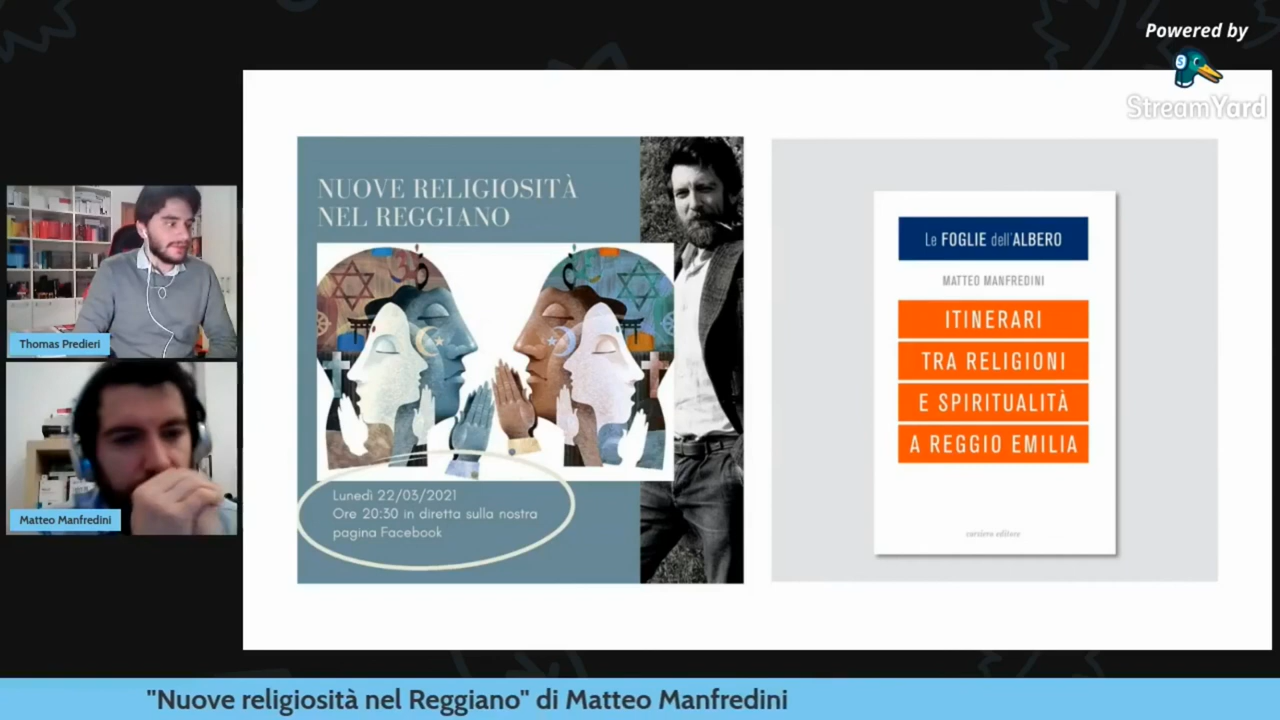 Powered by
StreamYard
NUOVE RELIGIOSITÀ
NEL REGGIANO
Lunedì 22/03/2021
Ore 20:30 in diretta sulla nostra
pagina Facebook
Le FOGLIE dell'ALBERO
MATTEO MANFREDINI
ITINERARI
TRA RELIGIONI
E SPIRITUALITÀ
A REGGIO EMILIA
corsiero editore
Thomas Predieri
Matteo Manfredini
"Nuove religiosità nel Reggiano" di Matteo Manfredini